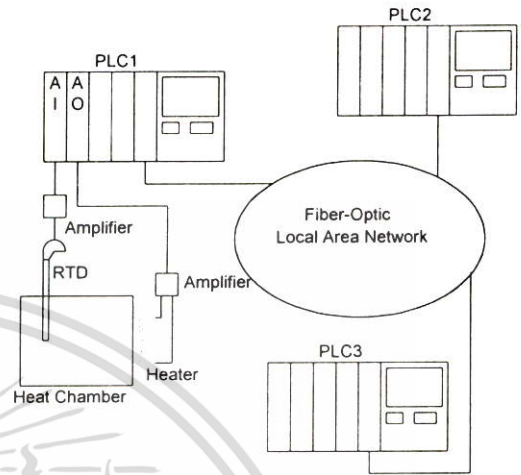 PLC2
PLC1
A
I
A
O
Fiber-Optic
Local Area Network
Amplifier
RTD
Amplifier
PLC3
Heater
Heat Chamber